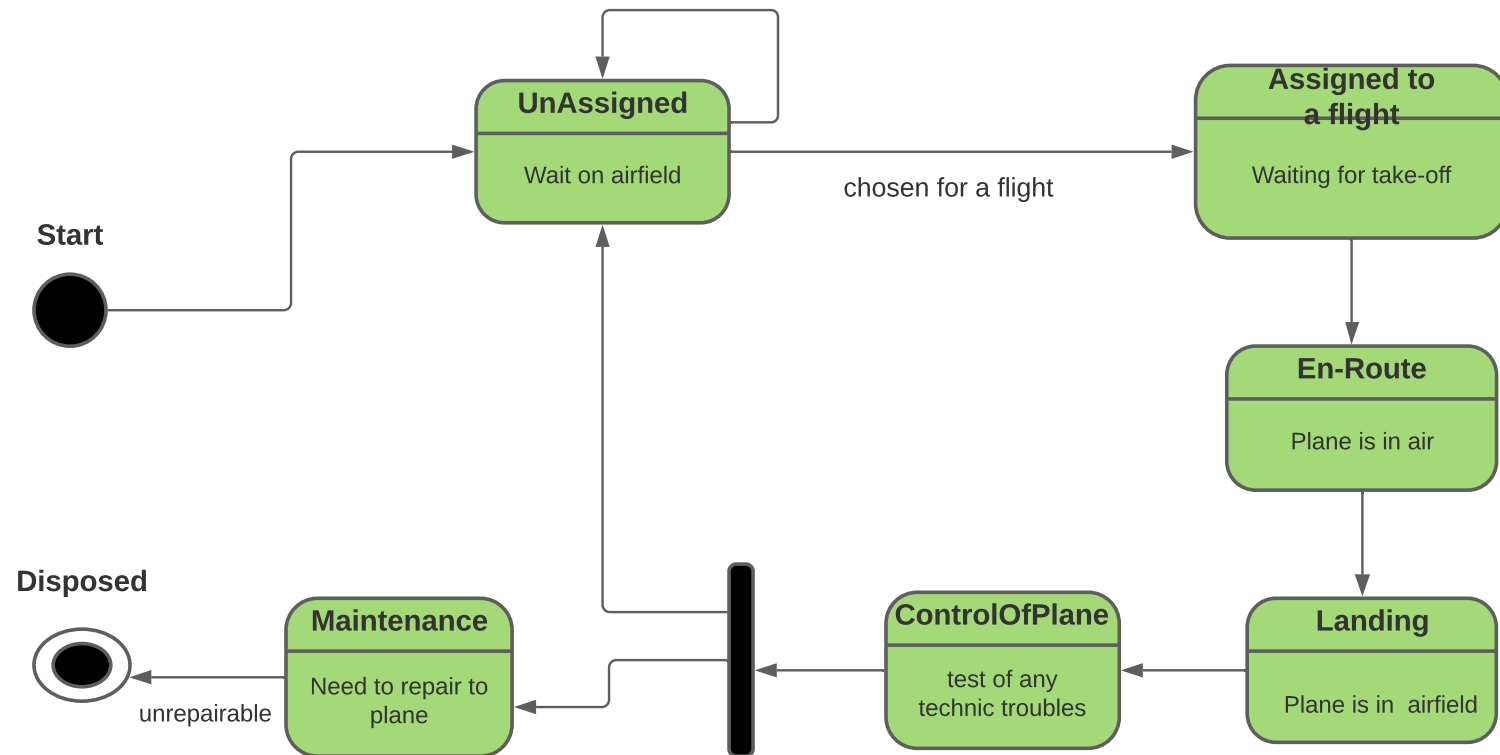 UnAssigned
Wait on airfield
chosen for a flight
Assigned to
a flight
Waiting for take-off
Start
En-Route
Plane is in air
Disposed
unrepairable
Maintenance
Need to repair to
plane
ControlOfPlane
test of any
technic troubles
Landing
Plane is in  airfield